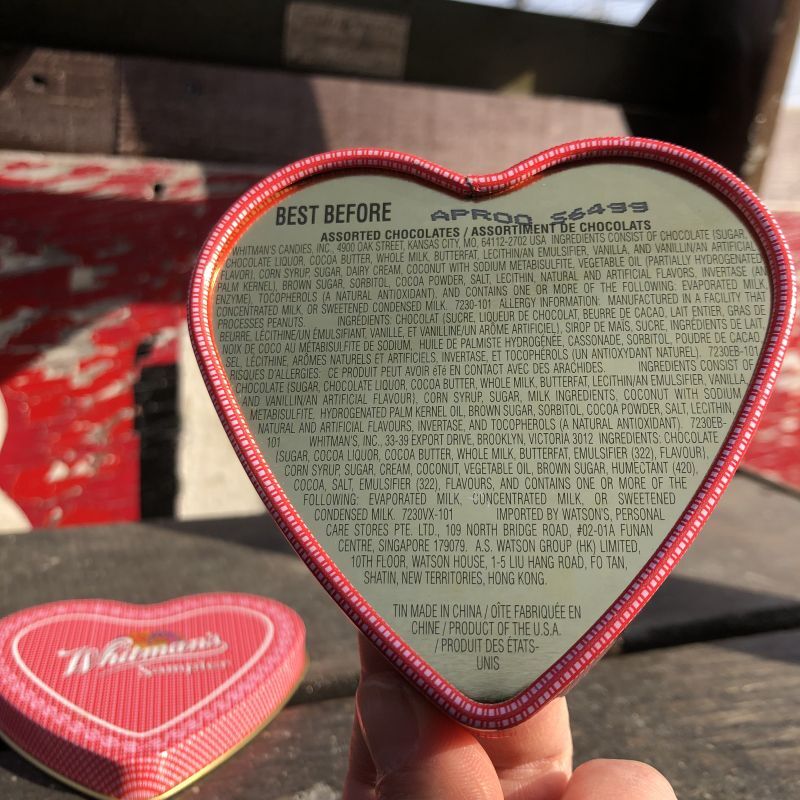 BEST BEFORE APR00 S6499
ASSORTED CHOCOLATES / ASSORTIMENT DE CHOCOLATS
WHITMAN'S CANDIES, INC., 4900 OAK STREET, KANSAS CITY, MO, 64112-2702 USA INGREDIENTS CONSIST OF CHOCOLATE (SUGAR,
CHOCOLATE LIQUOR, COCOA BUTTER, WHOLE MILK, BUTTERFAT, LECITHIN/AN EMULSIFIER, VANILLA, AND VANILLIN/AN ARTIFICIAL
FLAVOR), CORN SYRUP, SUGAR, DAIRY CREAM, COCONUT WITH SODIUM METABISULFITE, VEGETABLE OIL (PARTIALLY HYDROGENATED
PALM KERNEL), BROWN SUGAR, SORBITOL, COCOA POWDER, SALT, LECITHIN, NATURAL AND ARTIFICIAL FLAVORS, INVERTASE (AN
ENZYME), TOCOPHEROLS (A NATURAL ANTIOXIDANT), AND CONTAINS ONE OR MORE OF THE FOLLOWING: EVAPORATED MILK,
CONCENTRATED MILK, OR SWEETENED CONDENSED MILK. 7230-101 ALLERGY INFORMATION: MANUFACTURED IN A FACILITY THAT
PROCESSES PEANUTS. INGRÉDIENTS: CHOCOLAT (SUCRE, LIQUEUR DE CHOCOLAT, BEURRE DE CACAO, LAIT ENTIER, GRAS DE
BEURRE, LÉCITHINE/UN ÉMULSIFIANT, VANILLE, ET VANILLINE/UN ARÔME ARTIFICIEL), SIROP DE MAÏS, SUCRE, INGRÉDIENTS DE LAIT,
NOIX DE COCO AU MÉTABISULFITE DE SODIUM, HUILE DE PALMISTE HYDROGÉNÉE, CASSONADE, SORBITOL, POUDRE DE CACAO,
SEL, LÉCITHINE, ARÔMES NATURELS ET ARTIFICIELS, INVERTASE, ET TOCOPHÉROLS (UN ANTIOXYDANT NATUREL). 7230EB-101
RISQUES D'ALLERGIES: CE PRODUIT PEUT AVOIR été EN CONTACT AVEC DES ARACHIDES. INGREDIENTS CONSIST OF
CHOCOLATE (SUGAR, CHOCOLATE LIQUOR, COCOA BUTTER, WHOLE MILK, BUTTERFAT, LECITHIN/AN EMULSIFIER, VANILLA,
AND VANILLIN/AN ARTIFICIAL FLAVOUR), CORN SYRUP, SUGAR, MILK INGREDIENTS, COCONUT WITH SODIUM
METABISULFITE, HYDROGENATED PALM KERNEL OIL, BROWN SUGAR, SORBITOL, COCOA POWDER, SALT, LECITHIN,
NATURAL AND ARTIFICIAL FLAVOURS, INVERTASE, AND TOCOPHEROLS (A NATURAL ANTIOXIDANT) 7230EB-
101 WHITMAN'S, INC., 33-39 EXPORT DRIVE, BROOKLYN, VICTORIA 3012 INGREDIENTS: CHOCOLATE
(SUGAR, COCOA LIQUOR, COCOA BUTTER, WHOLE MILK, BUTTERFAT, EMULSIFIER (322), FLAVOUR),
CORN SYRUP, SUGAR, CREAM, COCONUT, VEGETABLE OIL, BROWN SUGAR, HUMECTANT (420),
COCOA, SALT, EMULSIFIER (322), FLAVOURS, AND CONTAINS ONE OR MORE OF THE
FOLLOWING: EVAPORATED MILK, CONCENTRATED MILK, OR SWEETENED
CONDENSED MILK. 7230VX-101 IMPORTED BY WATSON'S, PERSONAL
CARE STORES PTE. LTD., 109 NORTH BRIDGE ROAD, #02-01A FUNAN
CENTRE, SINGAPORE 179079. A.S. WATSON GROUP (HK) LIMITED,
10TH FLOOR, WATSON HOUSE, 1-5 LIU HANG ROAD, FO TAN,
SHATIN, NEW TERRITORIES, HONG KONG.
TIN MADE IN CHINA / OÎTE FABRIQUÉE EN
CHINE / PRODUCT OF THE U.S.A.
/ PRODUIT DES ÉTATS-
UNIS
Whitman's
Sampler